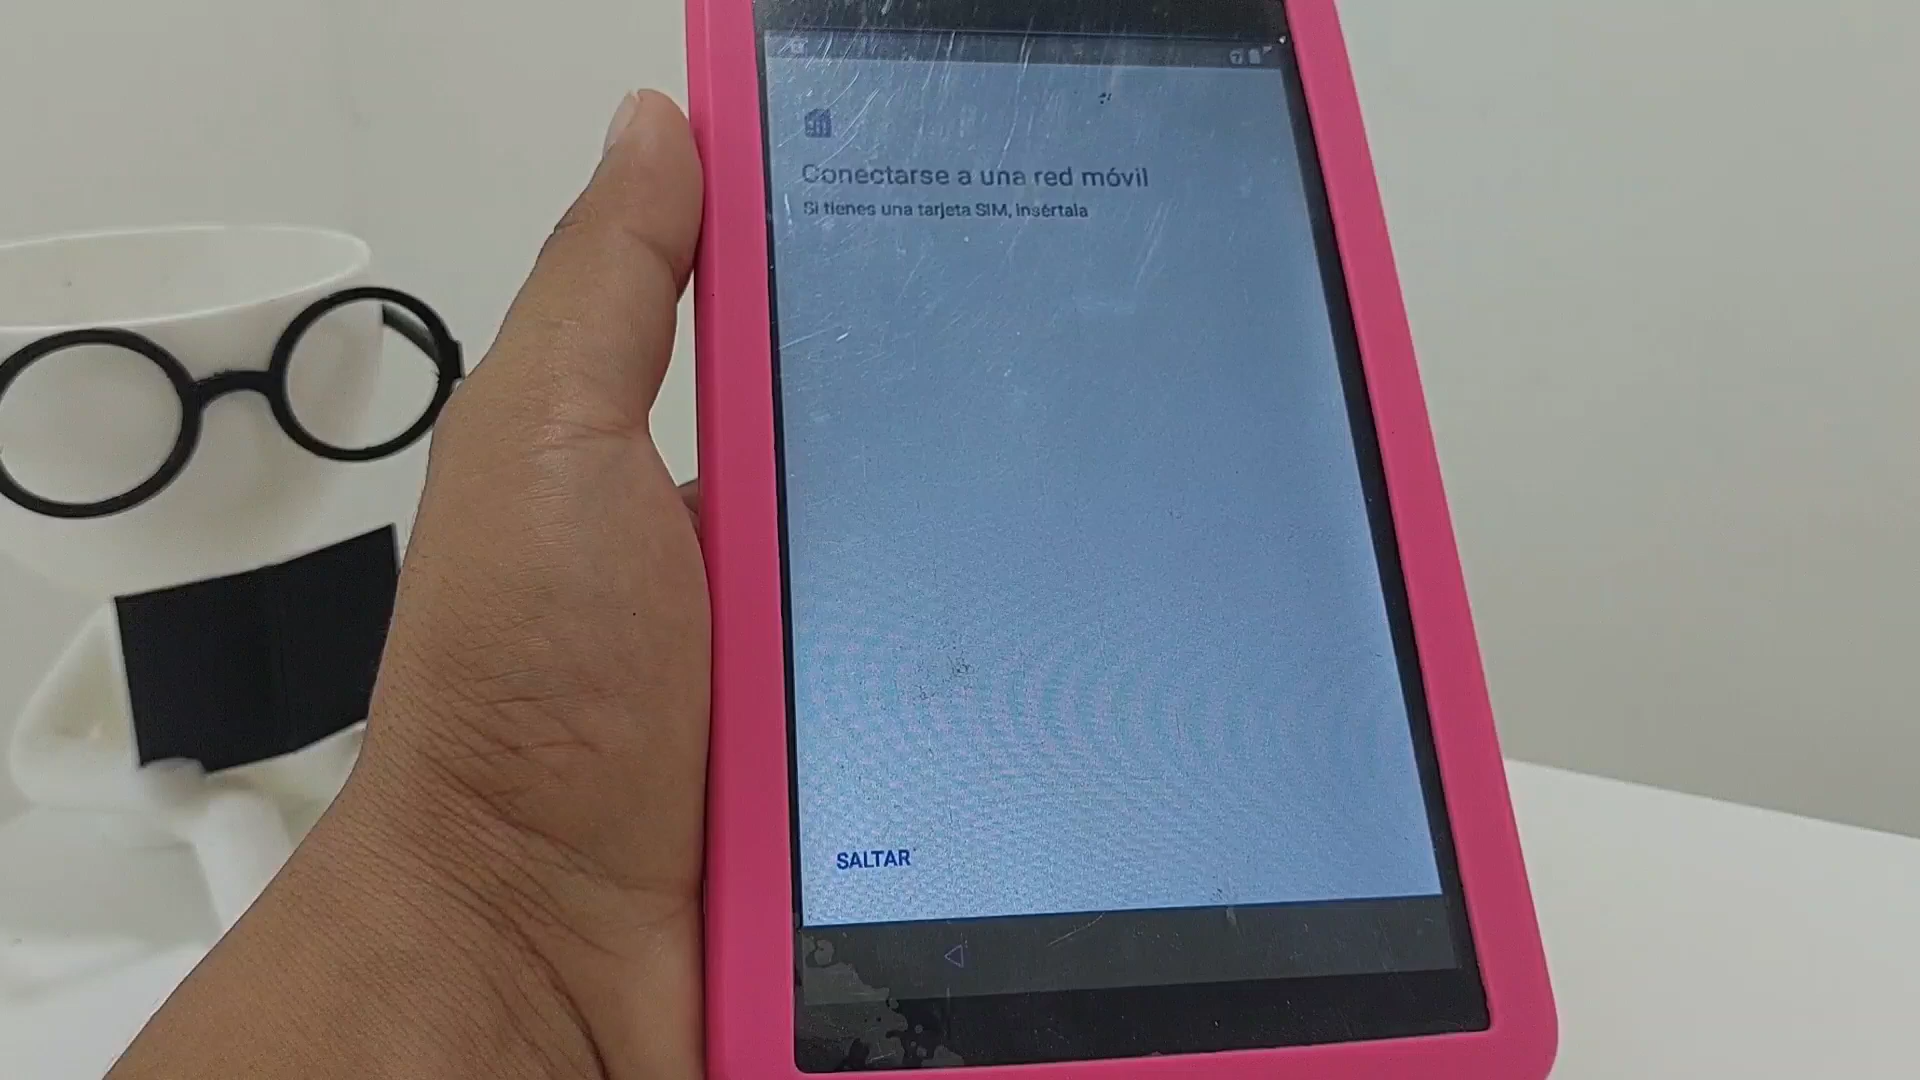 Conectarse a una red móvil
Si tienes una tarjeta SIM, insértala
SALTAR